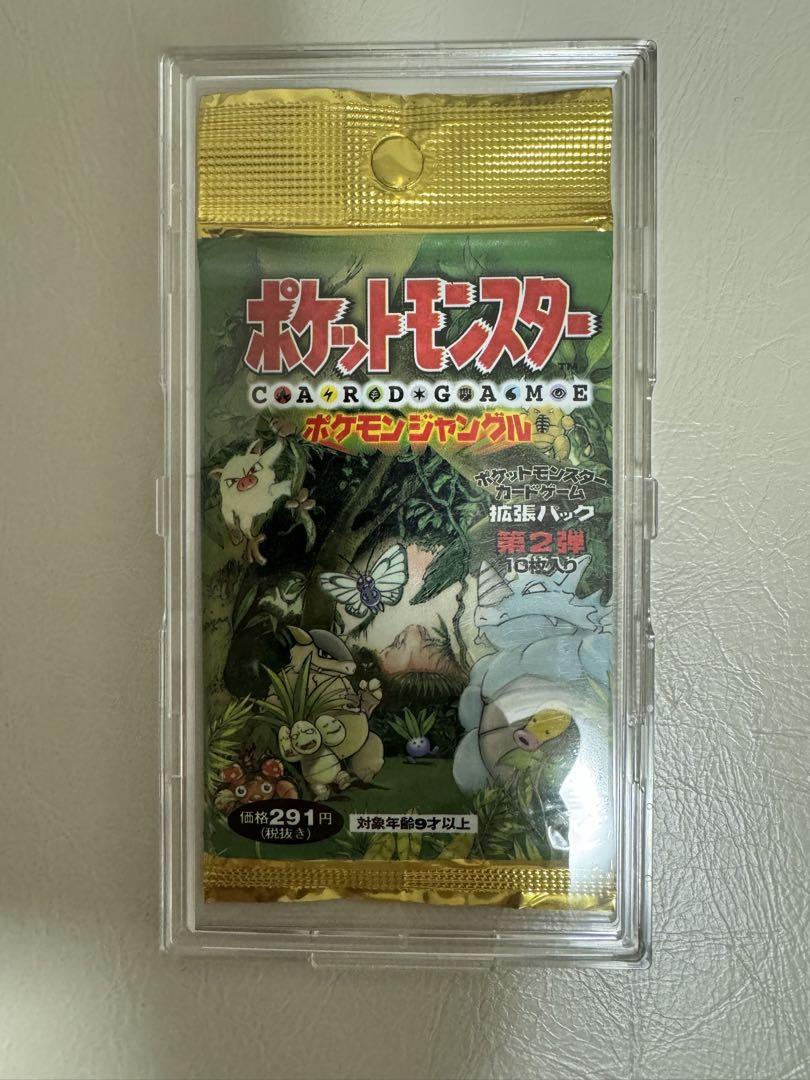 ポケットモンスター
TM
CARDGAME
ポケモンジャングル
ポケットモンスター
カードゲーム
拡張パック
第2弾
10枚入り
価格291円
(税抜き)
対象年齢9才以上